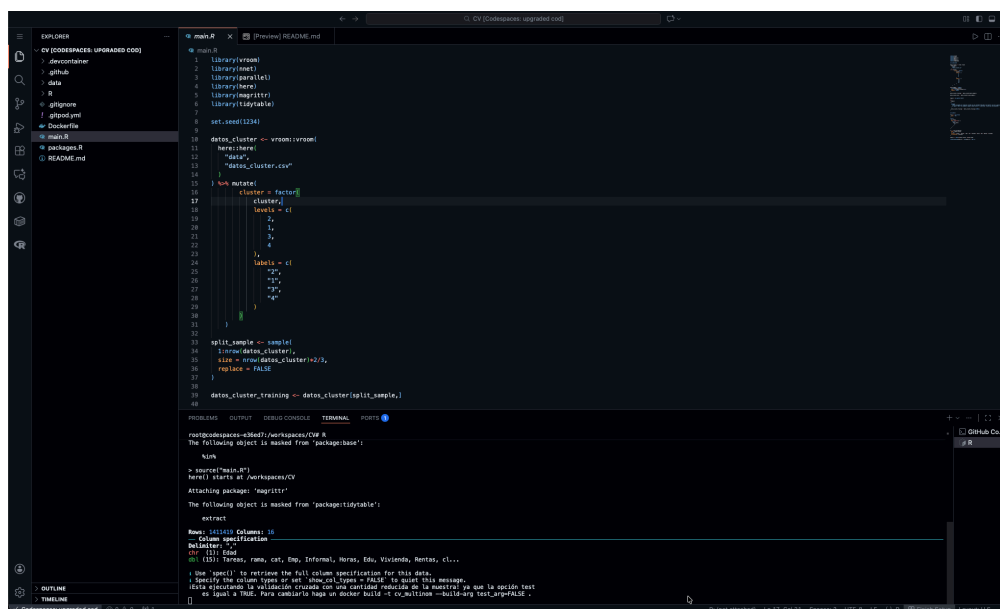 CV [Codespaces: upgraded cod]
EXPLORER
main.R
[Preview] README.md
CV [CODESPACES: UPGRADED COD]
.devcontainer
.github
data
R
.gitignore
.gitpod.yml
Dockerfile
main.R
packages.R
README.md
OUTLINE
TIMELINE
main.R
1 library(vroom)
2 library(nnet)
3 library(parallel)
4 library(here)
5 library(magrittr)
6 library(tidytable)
7
8 set.seed(1234)
9
10 datos_cluster <- vroom::vroom(
11 here::here(
12 "data",
13 "datos_cluster.csv"
14 )
15 ) %>% mutate(
16 cluster = factor(
17 cluster,
18 levels = c(
19 2,
20 1,
21 3,
22 4
23 ),
24 labels = c(
25 "2",
26 "1",
27 "3",
28 "4"
29 )
30 )
31 )
32
33 split_sample <- sample(
34 1:nrow(datos_cluster),
35 size = nrow(datos_cluster)*2/3,
36 replace = FALSE
37 )
38
39 datos_cluster_training <- datos_cluster[split_sample,]
40
PROBLEMS OUTPUT DEBUG CONSOLE TERMINAL PORTS 1
GitHub Co...
R
root@codespaces-e36ed7:/workspaces/CV# R
The following object is masked from 'package:base':
%in%
> source("main.R")
here() starts at /workspaces/CV
Attaching package: 'magrittr'
The following object is masked from 'package:tidytable':
extract
Rows: 1411419 Columns: 16
Column specification
Delimiter: ","
chr (1): Edad
dbl (15): Tareas, rama, cat, Emp, Informal, Horas, Edu, Vivienda, Rentas, cl...
Use `spec()` to retrieve the full column specification for this data.
Specify the column types or set `show_col_types = FALSE` to quiet this message.
¡Esta ejecutando la validación cruzada con una cantidad reducida de la muestra! ya que la opción test
es igual a TRUE. Para cambiarlo haga un docker build -t cv_multinom --build-arg test_arg=FALSE .